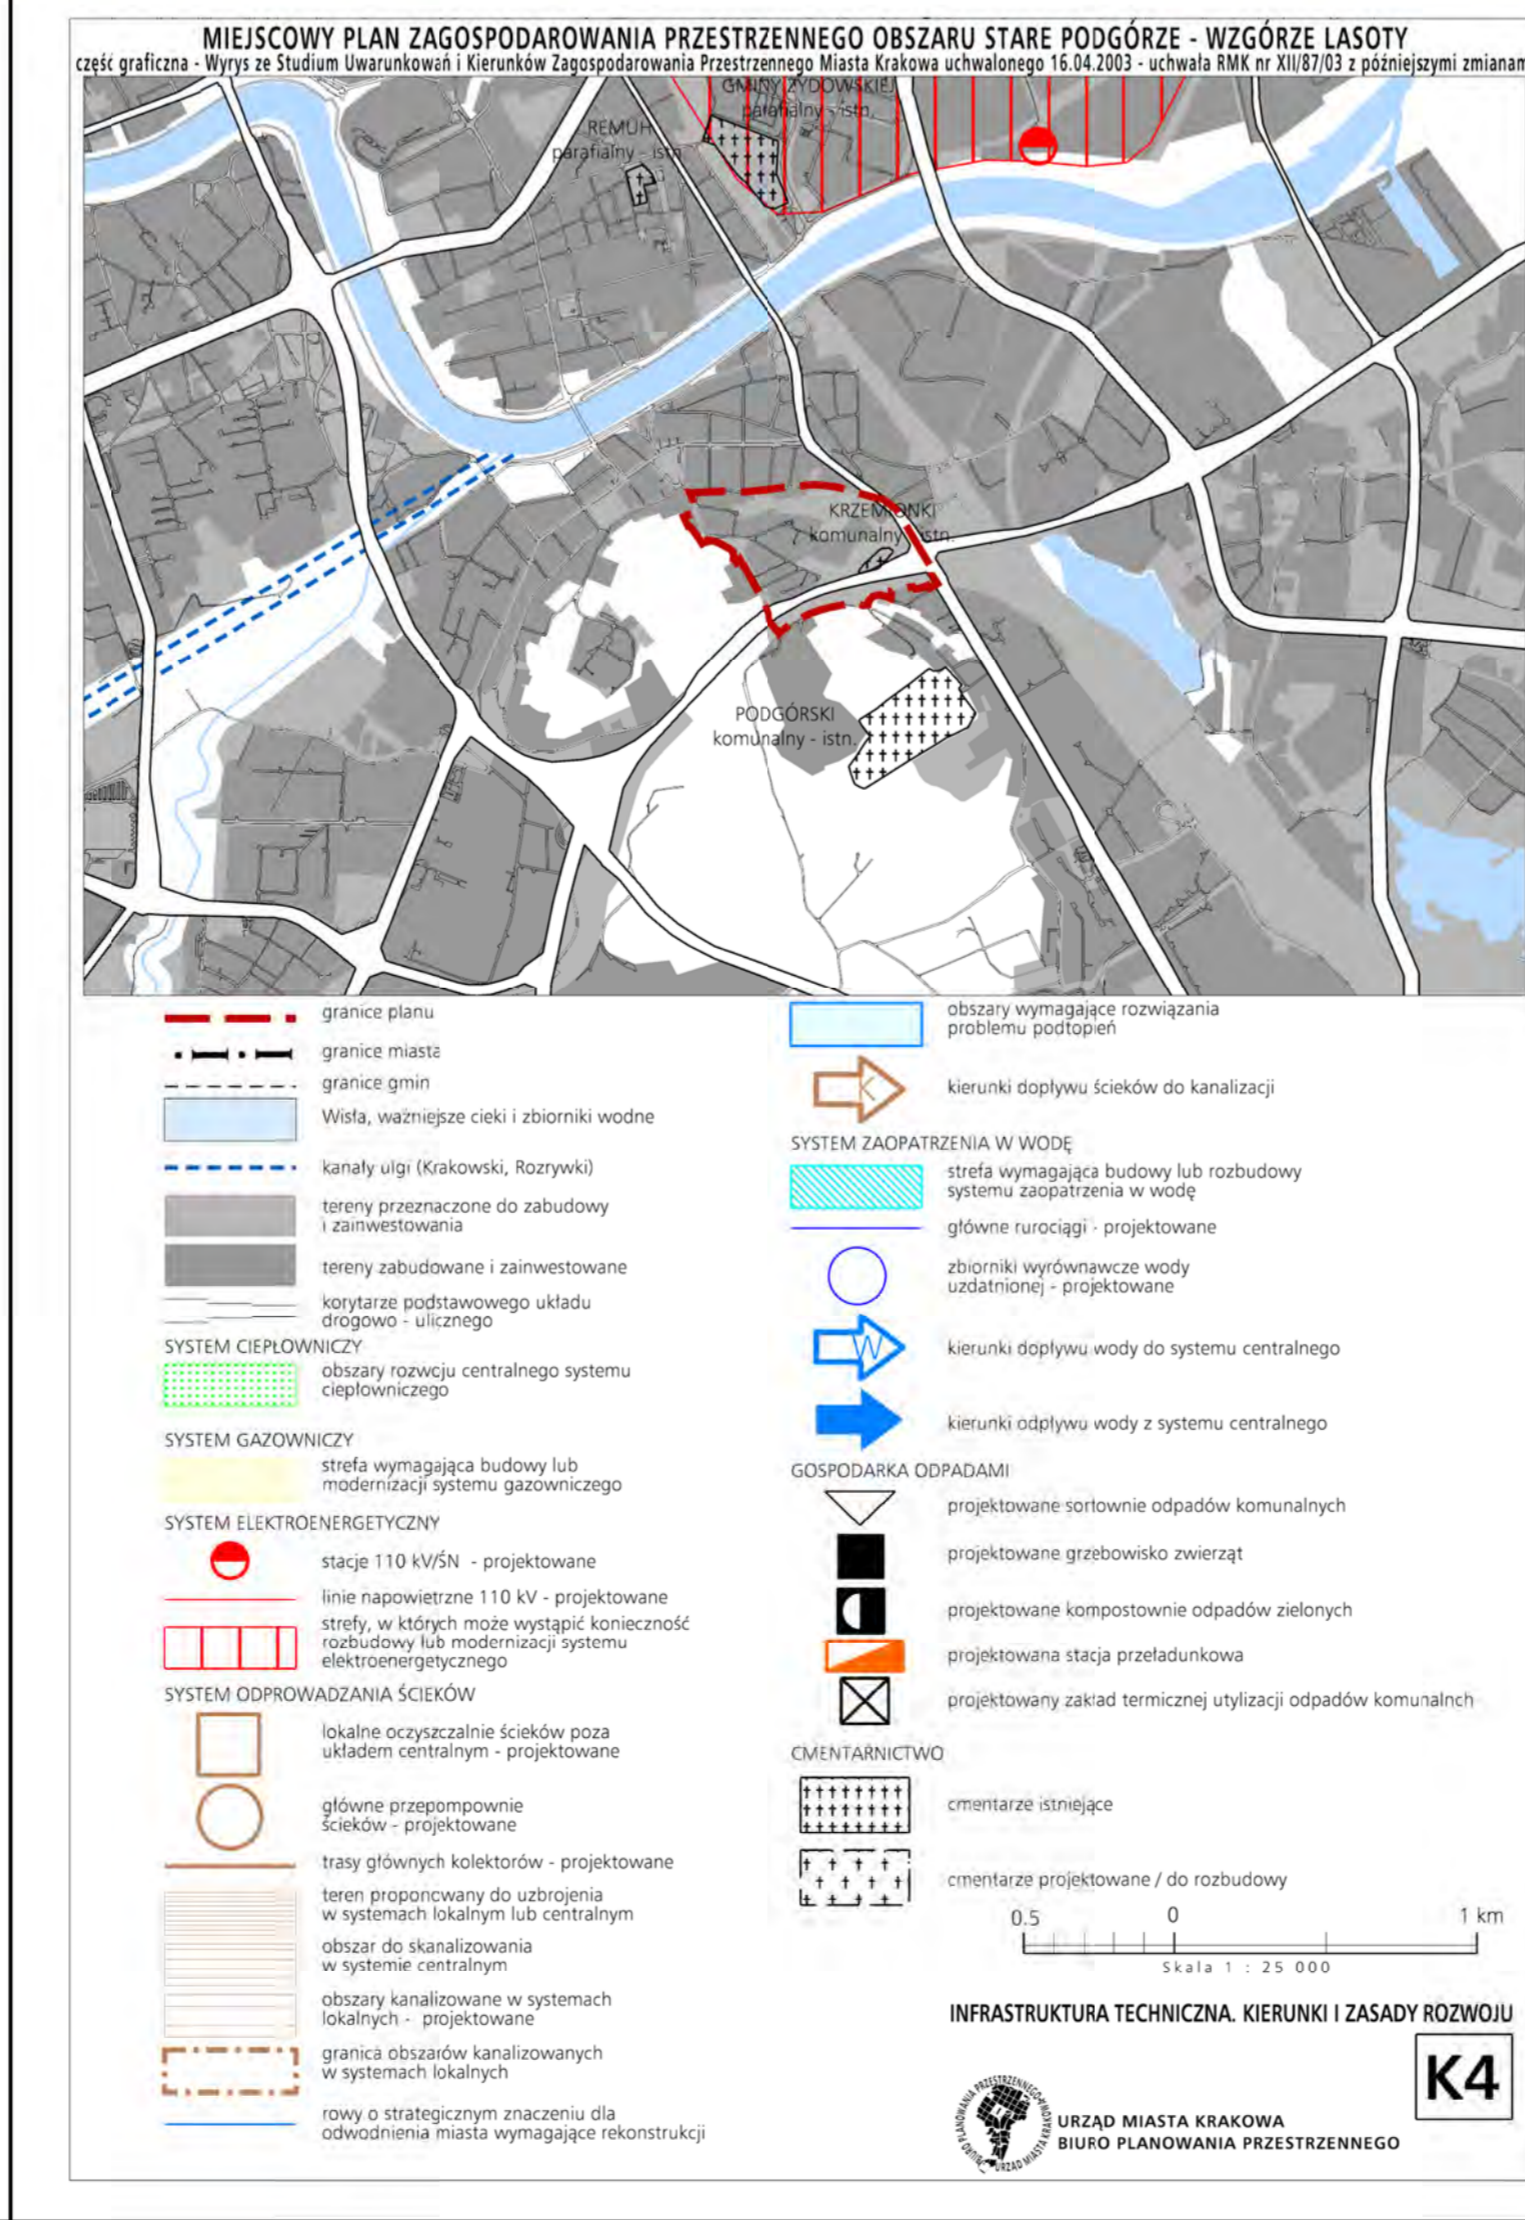 MIEJSCOWY PLAN ZAGOSPODAROWANIA PRZESTRZENNEGO OBSZARU STARE PODGÓRZE - WZGÓRZE LASOTY
część graficzna - Wyrys ze Studium Uwarunkowań i Kierunków Zagospodarowania Przestrzennego Miasta Krakowa uchwalonego 16.04.2003 - uchwała RMK nr XII/87/03 z późniejszymi zmianam
GMINY ŻYDOWSKIEJ
parafialny - istn.
REMUH
parafialny - istn
KRZEMIONKI
komunalny - istn.
PODGÓRSKI
komunalny - istn.
granice planu
granice miasta
granice gmin
Wisła, ważniejsze cieki i zbiorniki wodne
kanały ulgi (Krakowski, Rozrywki)
tereny przeznaczone do zabudowy
i zainwestowania
tereny zabudowane i zainwestowane
korytarze podstawowego układu
drogowo - ulicznego
SYSTEM CIEPŁOWNICZY
obszary rozwoju centralnego systemu
ciepłowniczego
SYSTEM GAZOWNICZY
strefa wymagająca budowy lub
modernizacji systemu gazowniczego
SYSTEM ELEKTROENERGETYCZNY
stacje 110 kV/ŚN - projektowane
linie napowietrzne 110 kV - projektowane
strefy, w których może wystąpić konieczność
rozbudowy lub modernizacji systemu
elektroenergetycznego
SYSTEM ODPROWADZANIA ŚCIEKÓW
lokalne oczyszczalnie ścieków poza
układem centralnym - projektowane
główne przepompownie
ścieków - projektowane
trasy głównych kolektorów - projektowane
teren proponowany do uzbrojenia
w systemach lokalnym lub centralnym
obszar do skanalizowania
w systemie centralnym
obszary kanalizowane w systemach
lokalnych - projektowane
granica obszarów kanalizowanych
w systemach lokalnych
rowy o strategicznym znaczeniu dla
odwodnienia miasta wymagające rekonstrukcji
obszary wymagające rozwiązania
problemu podtopień
K
kierunki dopływu ścieków do kanalizacji
SYSTEM ZAOPATRZENIA W WODĘ
strefa wymagająca budowy lub rozbudowy
systemu zaopatrzenia w wodę
główne rurociągi - projektowane
zbiorniki wyrównawcze wody
uzdatnionej - projektowane
W
kierunki dopływu wody do systemu centralnego
kierunki odpływu wody z systemu centralnego
GOSPODARKA ODPADAMI
projektowane sortownie odpadów komunalnych
projektowane grzebowisko zwierząt
projektowane kompostownie odpadów zielonych
projektowana stacja przeładunkowa
projektowany zakład termicznej utylizacji odpadów komunalnch
CMENTARNICTWO
cmentarze istniejące
cmentarze projektowane / do rozbudowy
0.5 0 1 km
Skala 1 : 25 000
INFRASTRUKTURA TECHNICZNA. KIERUNKI I ZASADY ROZWOJU
K4
BIURO PLANOWANIA PRZESTRZENNEGO
URZĄD MIASTA KRAKOWA
URZĄD MIASTA KRAKOWA
BIURO PLANOWANIA PRZESTRZENNEGO